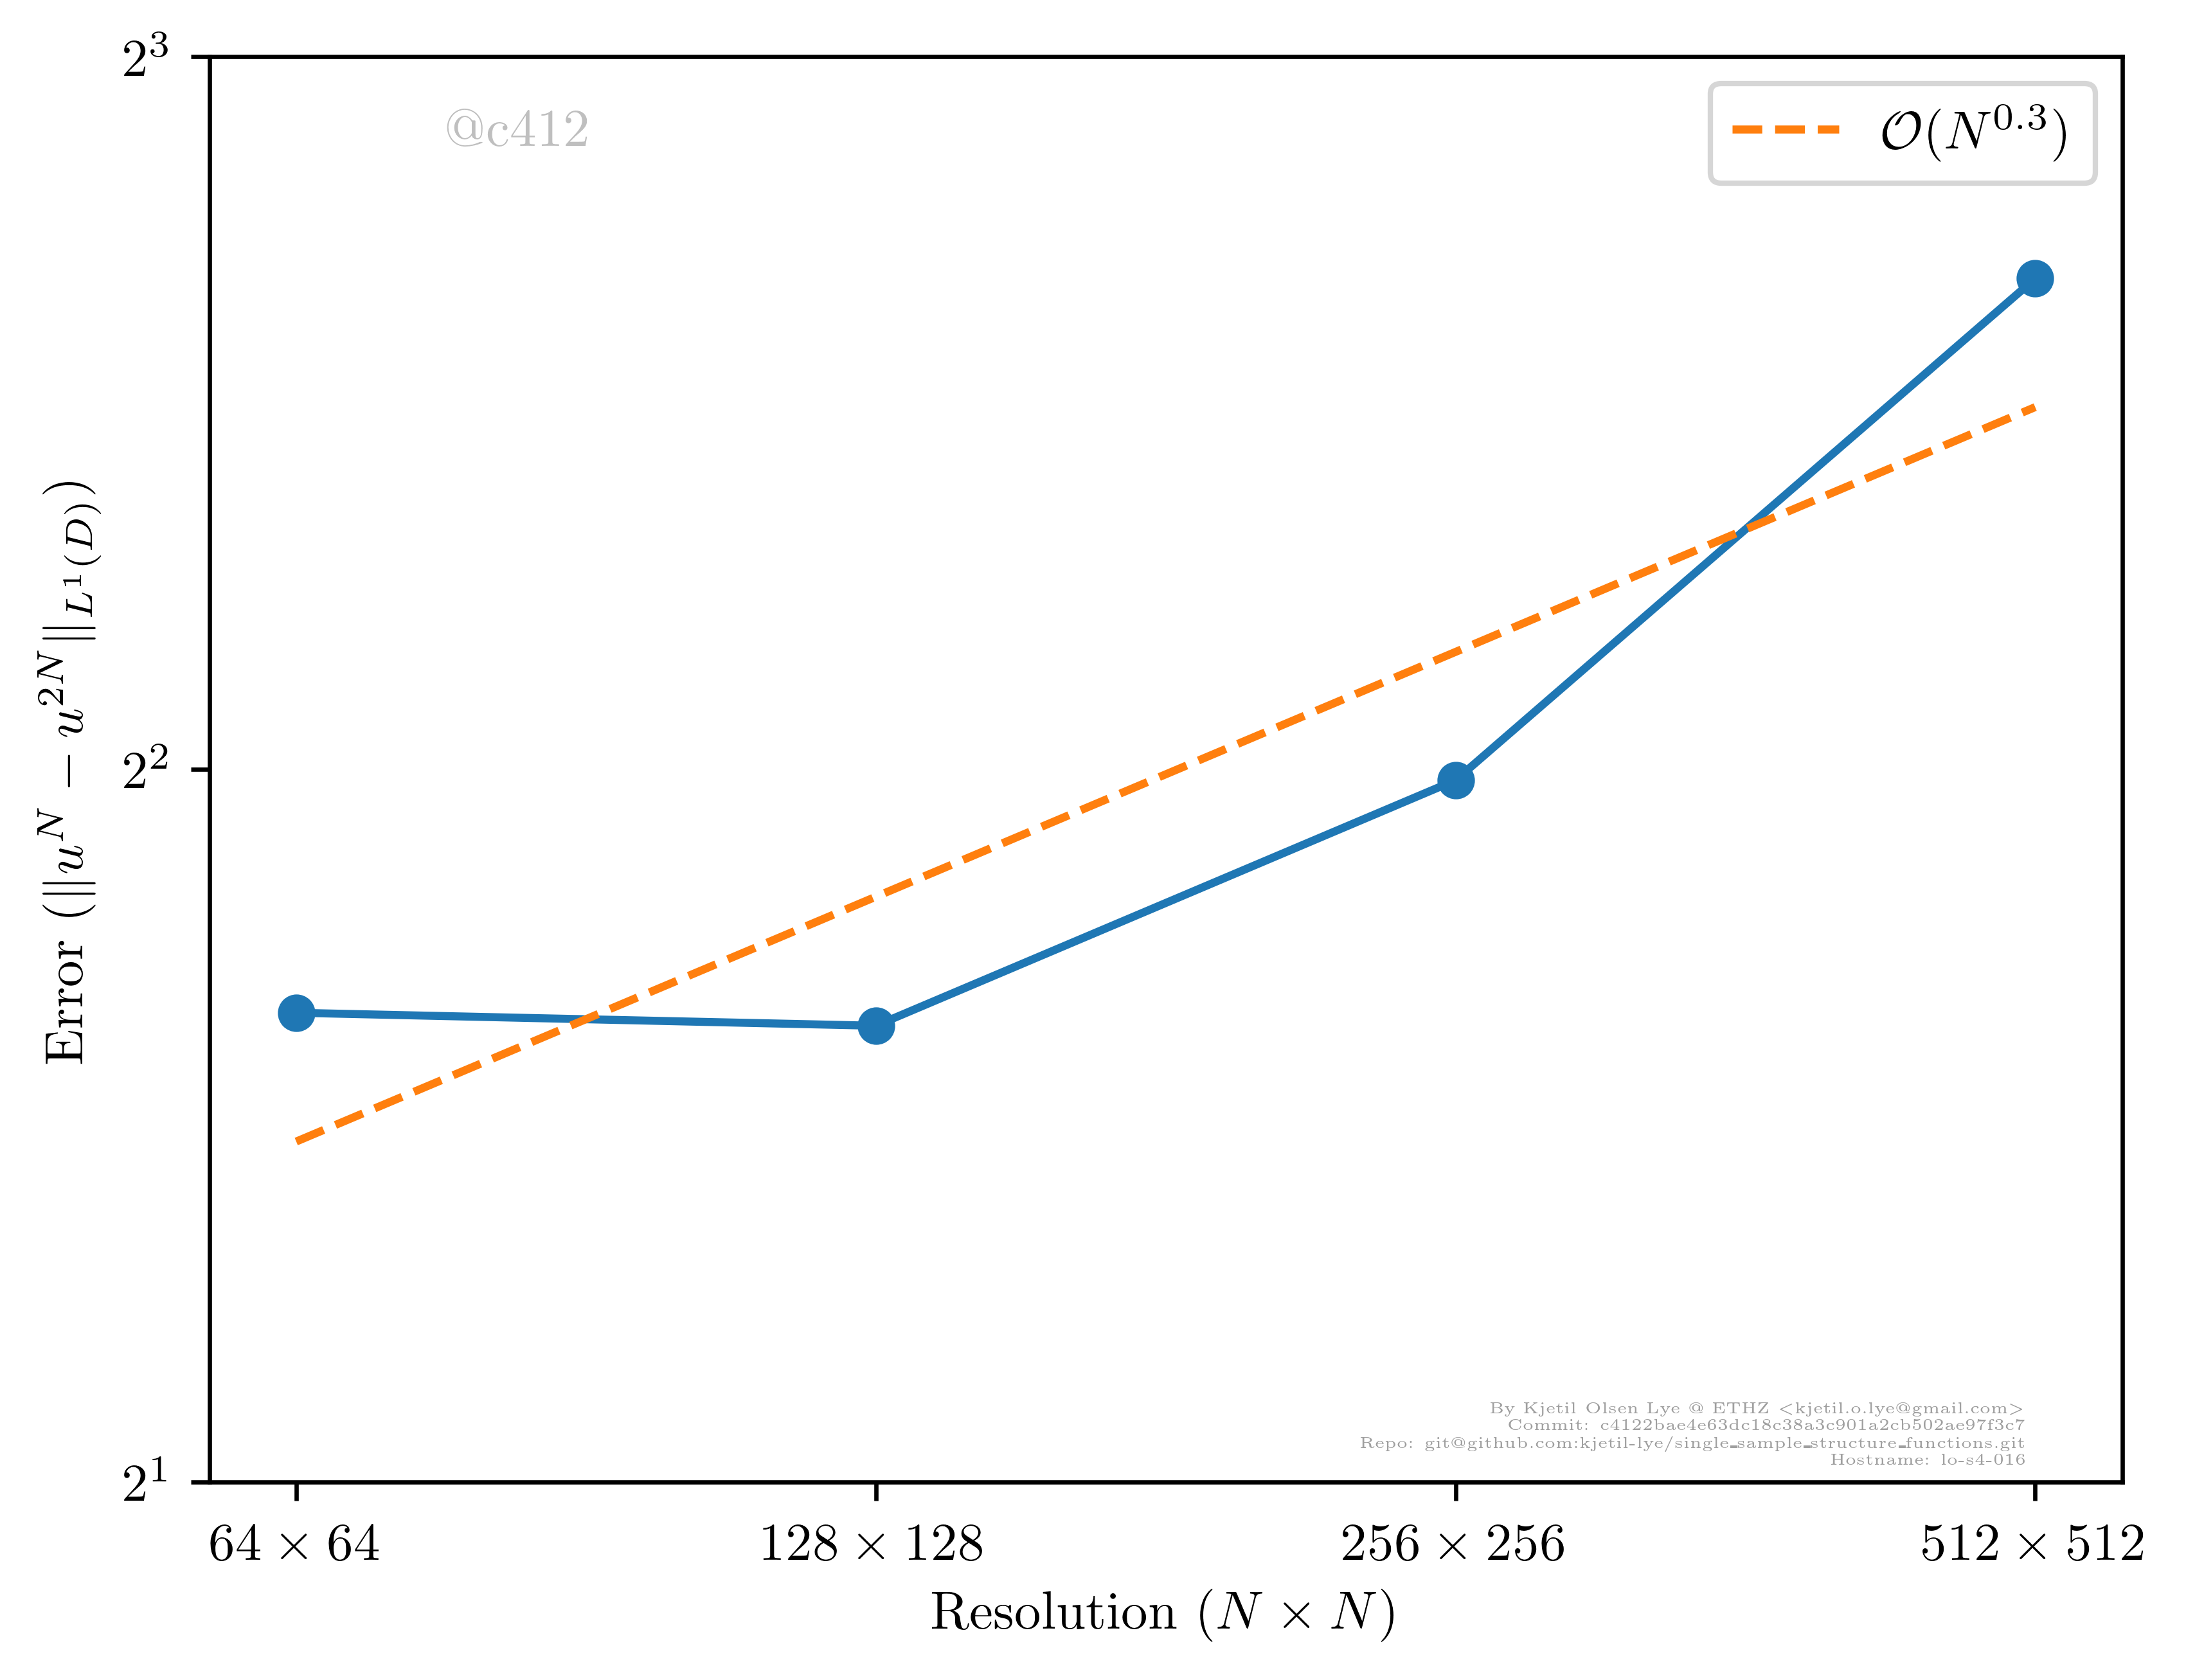 2^3
@c412
𝒪(N^{0.3})
Error (||u^N − u^{2N}||_{L^1(D)})
2^2
By Kjetil Olsen Lye @ ETHZ <kjetil.o.lye@gmail.com>
Commit: c4122bae4e63dc18c38a3c901a2cb502ae97f3c7
Repo: git@github.com:kjetil-lye/single_sample_structure_functions.git
Hostname: lo-s4-016
2^1
64 × 64 128 × 128 256 × 256 512 × 512
Resolution (N × N)